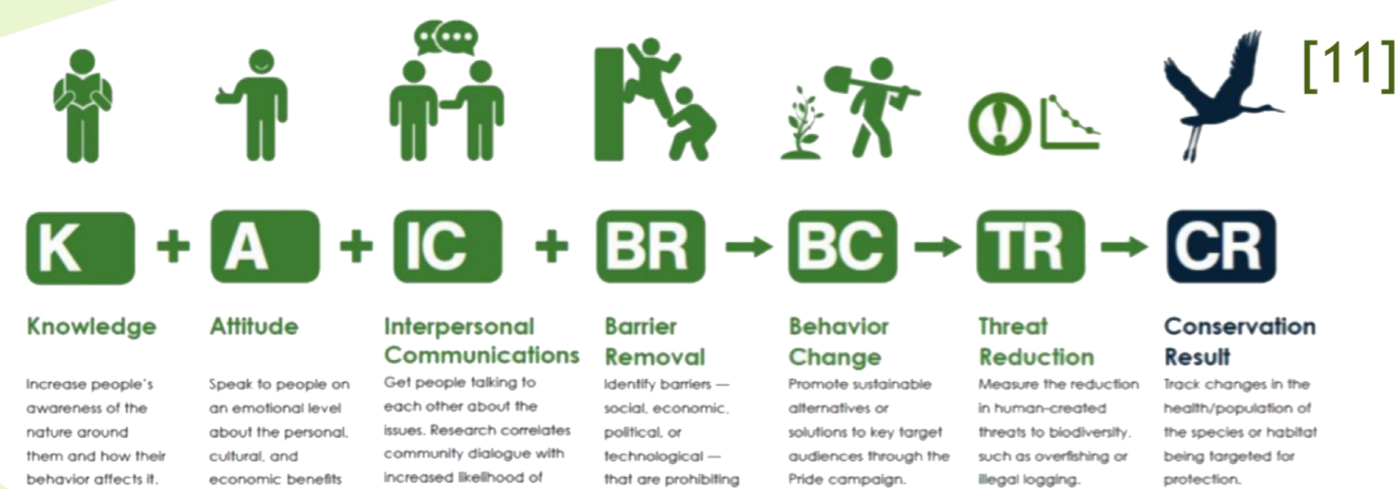 [11]
K + A + IC + BR → BC → TR → CR
Knowledge
Increase people's
awareness of the
nature around
them and how their
behavior affects it.
Attitude
Speak to people on
an emotional level
about the personal,
cultural, and
economic benefits
Interpersonal
Communications
Get people talking to
each other about the
issues. Research correlates
community dialogue with
increased likelihood of
Barrier
Removal
Identify barriers —
social, economic,
political, or
technological —
that are prohibiting
Behavior
Change
Promote sustainable
alternatives or
solutions to key target
audiences through the
Pride campaign.
Threat
Reduction
Measure the reduction
in human-created
threats to biodiversity,
such as overfishing or
illegal logging.
Conservation
Result
Track changes in the
health/population of
the species or habitat
being targeted for
protection.